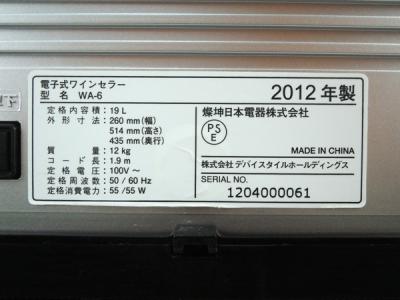 電子式ワインセラー
型名 WA-6
2012年製
定格内容積：19 L
外形寸法：260 mm(幅)
514 mm(高さ)
435 mm(奥行)
質量：12 kg
コード長：1.9 m
定格電圧：100V ～
定格周波数：50 / 60 Hz
定格消費電力：55 / 55 W
燦坤日本電器株式会社
PS
E
MADE IN CHINA
株式会社 デバイスタイルホールディングス
SERIAL NO.
1204000061